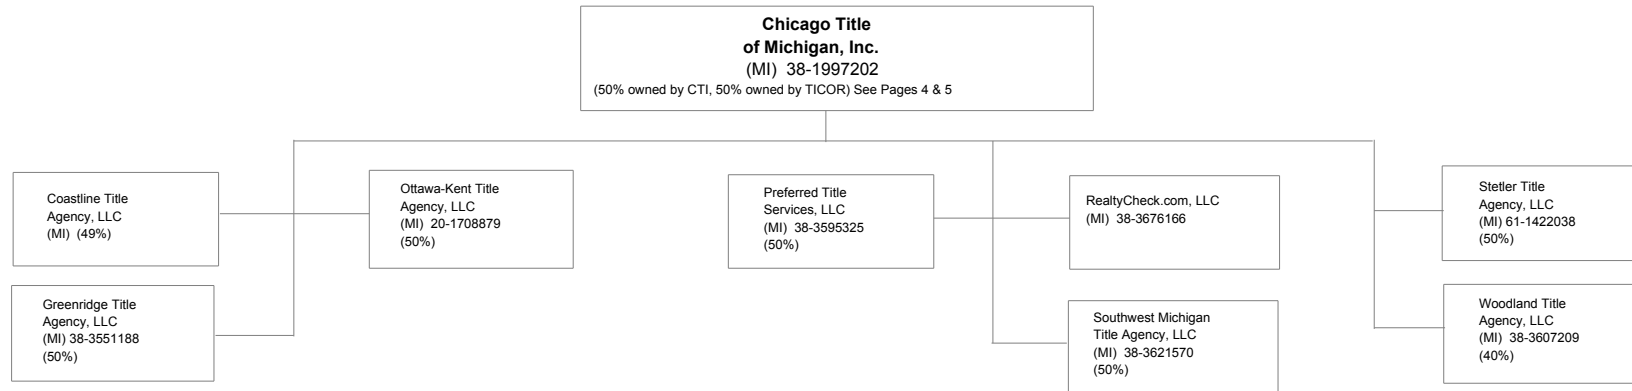 Chicago Title
of Michigan, Inc.
(MI) 38-1997202
(50% owned by CTI, 50% owned by TICOR) See Pages 4 & 5
Coastline Title
Agency, LLC
(MI) (49%)
Ottawa-Kent Title
Agency, LLC
(MI) 20-1708879
(50%)
Preferred Title
Services, LLC
(MI) 38-3595325
(50%)
RealtyCheck.com, LLC
(MI) 38-3676166
Stetler Title
Agency, LLC
(MI) 61-1422038
(50%)
Greenridge Title
Agency, LLC
(MI) 38-3551188
(50%)
Southwest Michigan
Title Agency, LLC
(MI) 38-3621570
(50%)
Woodland Title
Agency, LLC
(MI) 38-3607209
(40%)